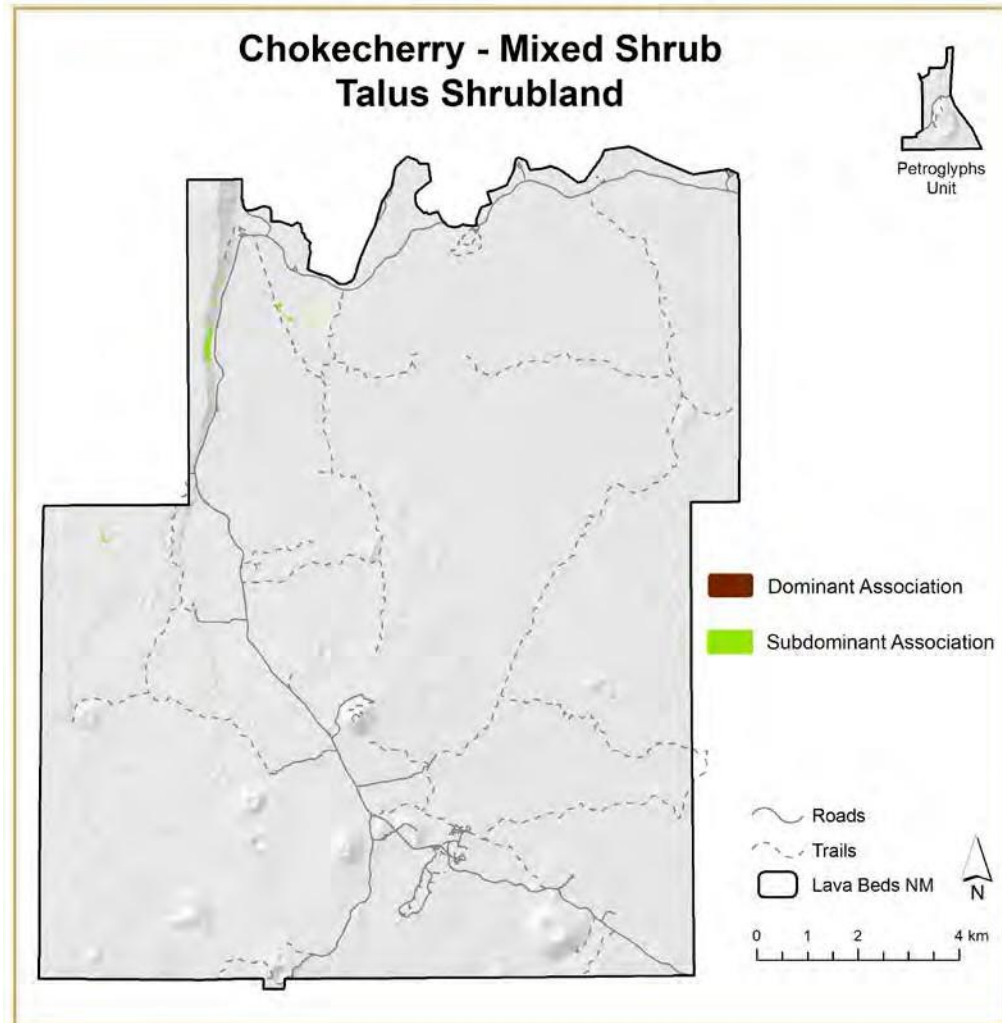 Chokecherry - Mixed Shrub
Talus Shrubland
Petroglyphs
Unit
Dominant Association
Subdominant Association
Roads
Trails
Lava Beds NM
N
0 1 2 4 km